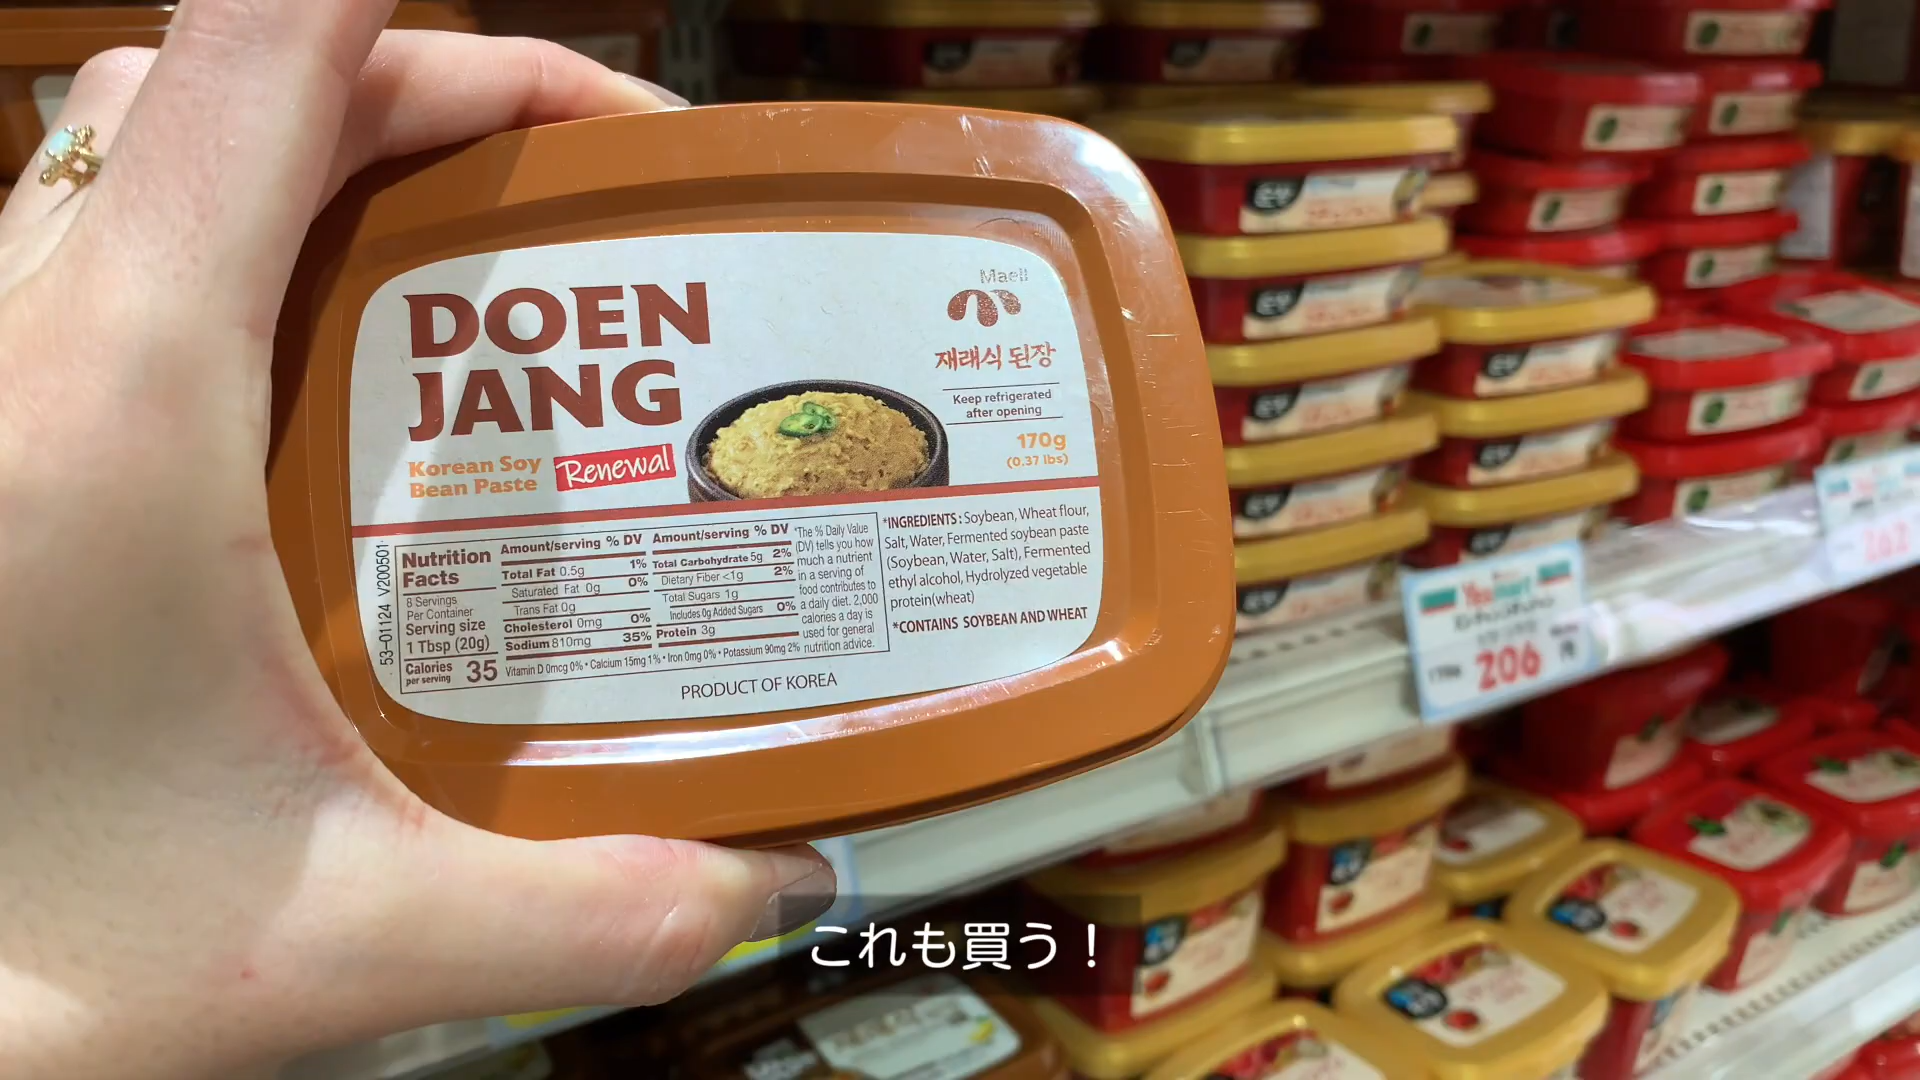 DOEN
JANG
Korean Soy
Bean Paste
Renewal
Maeil
재래식 된장
Keep refrigerated
after opening
170g
(0.37 lbs)
53-01124 V200501
Nutrition
Facts
8 Servings
Per Container
Serving size
1 Tbsp (20g)
Calories
per serving
35
Amount/serving % DV
Total Fat 0.5g 1%
Saturated Fat 0g 0%
Trans Fat 0g
Cholesterol 0mg 0%
Sodium 810mg 35%
Amount/serving % DV
Total Carbohydrate 5g 2%
Dietary Fiber <1g 2%
Total Sugars 1g
Includes 0g Added Sugars 0%
Protein 3g
*The % Daily Value
(DV) tells you how
much a nutrient
in a serving of
food contributes to
a daily diet. 2,000
calories a day is
used for general
nutrition advice.
Vitamin D 0mcg 0% • Calcium 15mg 1% • Iron 0mg 0% • Potassium 90mg 2%
*INGREDIENTS : Soybean, Wheat flour,
Salt, Water, Fermented soybean paste
(Soybean, Water, Salt), Fermented
ethyl alcohol, Hydrolyzed vegetable
protein(wheat)
*CONTAINS SOYBEAN AND WHEAT
PRODUCT OF KOREA
206
262
これも買う！